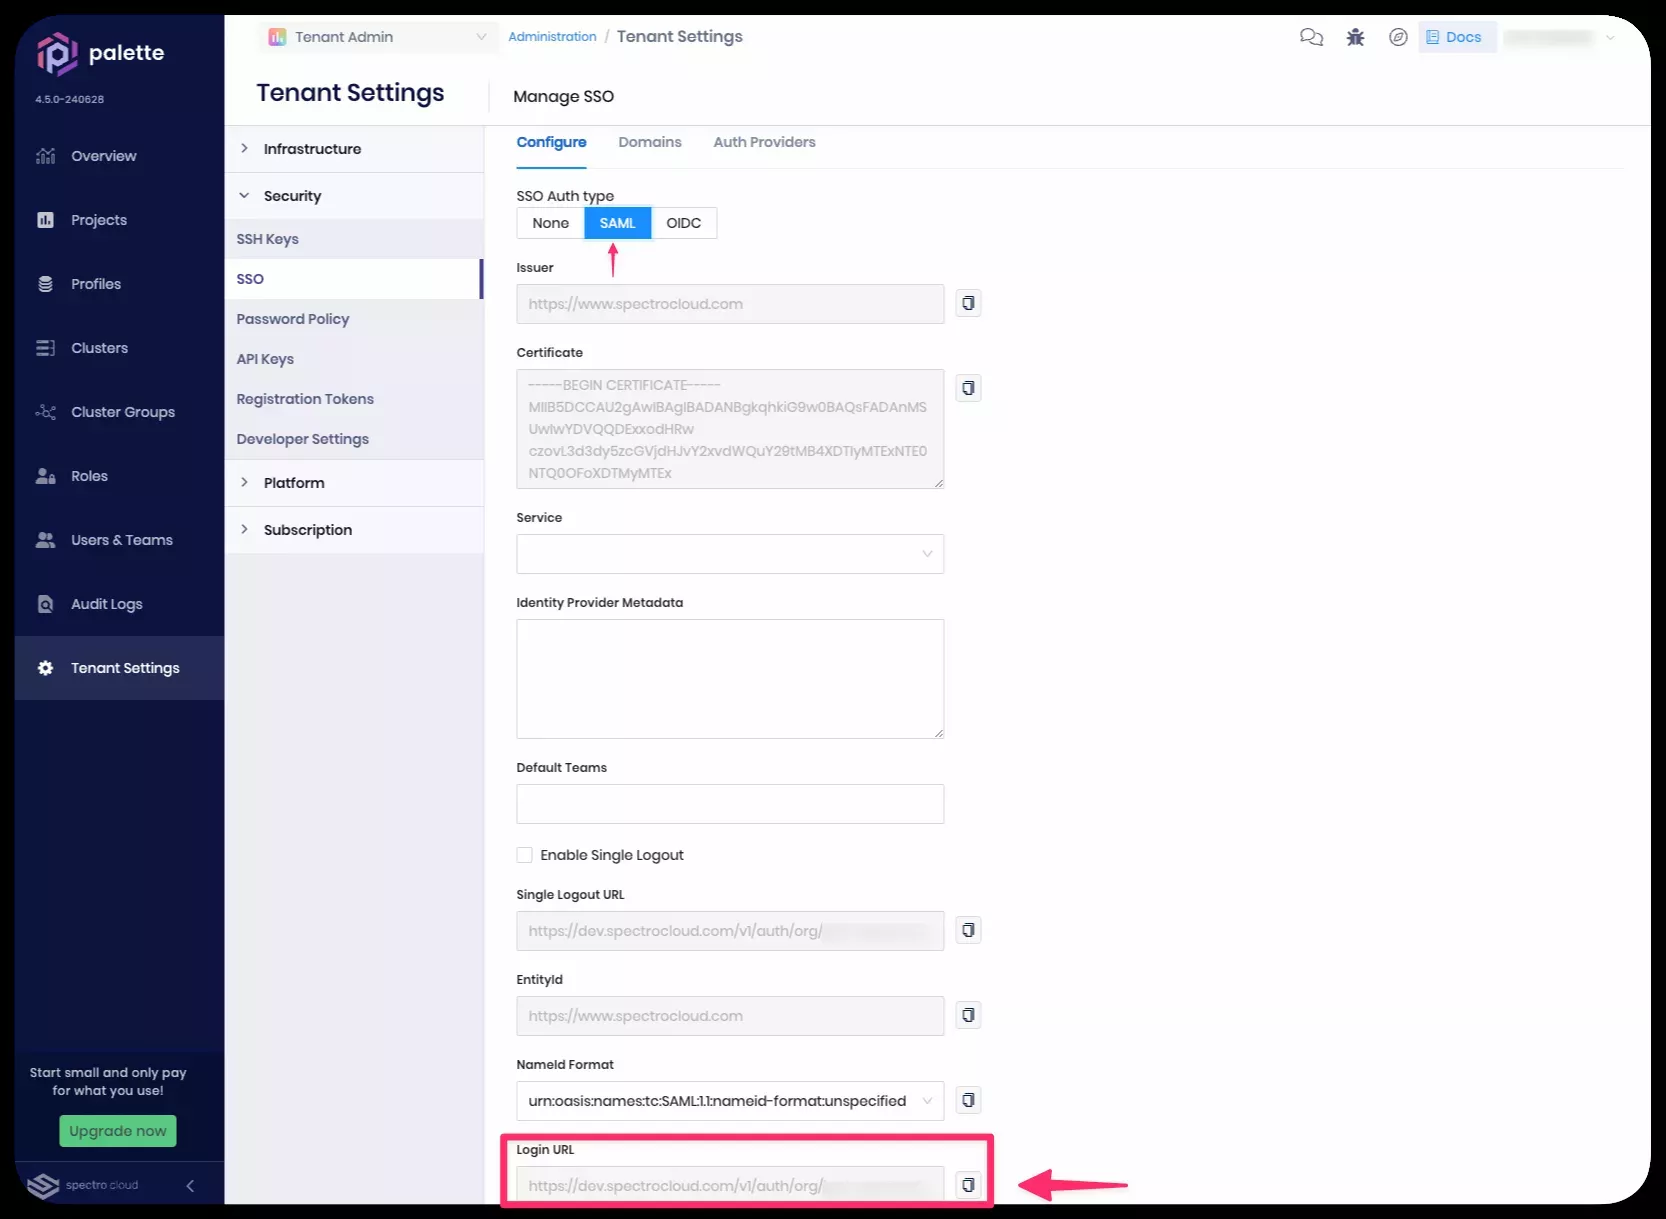 palette
4.5.0-240628
Overview
Projects
Profiles
Clusters
Cluster Groups
Roles
Users & Teams
Audit Logs
Tenant Settings
Start small and only pay
for what you use!
Upgrade now
spectro cloud
Tenant Admin
Administration / Tenant Settings
Docs
Tenant Settings
Manage SSO
Infrastructure
Security
SSH Keys
SSO
Password Policy
API Keys
Registration Tokens
Developer Settings
Platform
Subscription
Configure
Domains
Auth Providers
SSO Auth type
None
SAML
OIDC
Issuer
https://www.spectrocloud.com
Certificate
-----BEGIN CERTIFICATE-----
MIIB5DCCAU2gAwIBAgIBADANBgkqhkiG9w0BAQsFADAnMS
UwIwYDVQQDExxodHRw
czovL3d3dy5zcGVjdHJvY2xvdWQuY29tMB4XDTIyMTExNTE0
NTQ0OFoXDTMyMTEx
Service
Identity Provider Metadata
Default Teams
Enable Single Logout
Single Logout URL
https://dev.spectrocloud.com/v1/auth/org/
EntityId
https://www.spectrocloud.com
NameId Format
urn:oasis:names:tc:SAML:1.1:nameid-format:unspecified
Login URL
https://dev.spectrocloud.com/v1/auth/org/